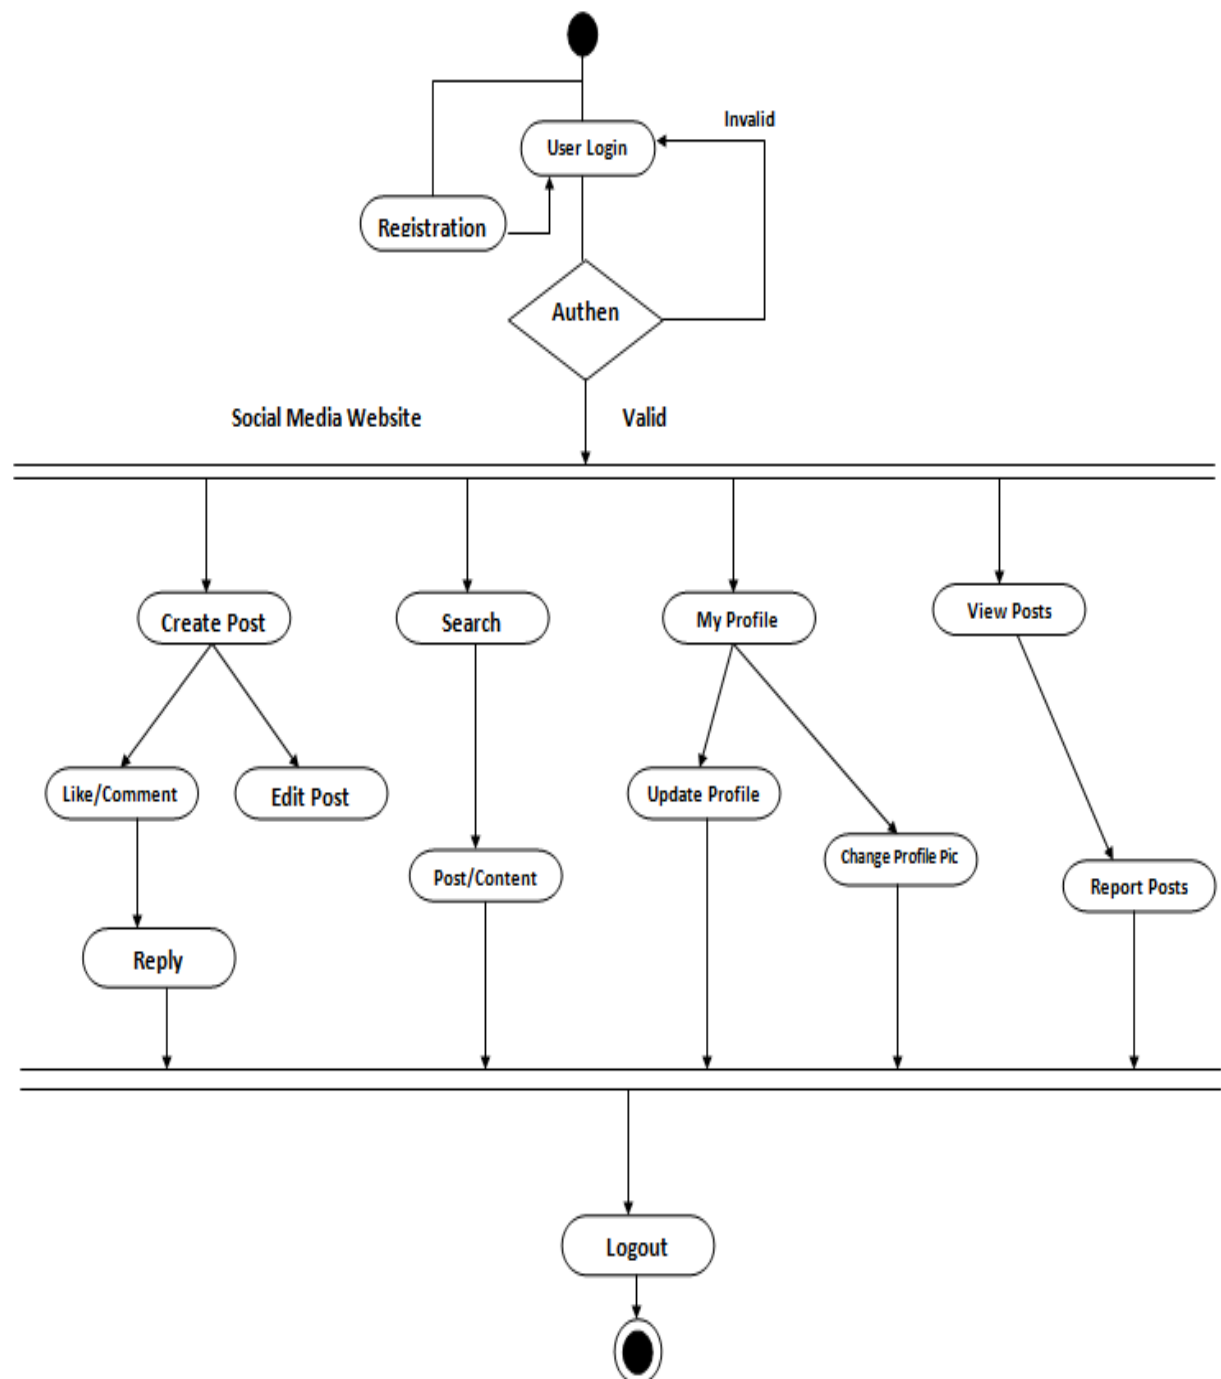 Invalid
User Login
Registration
Authen
Social Media Website
Valid
Create Post
Search
My Profile
View Posts
Like/Comment
Edit Post
Update Profile
Change Profile Pic
Post/Content
Report Posts
Reply
Logout